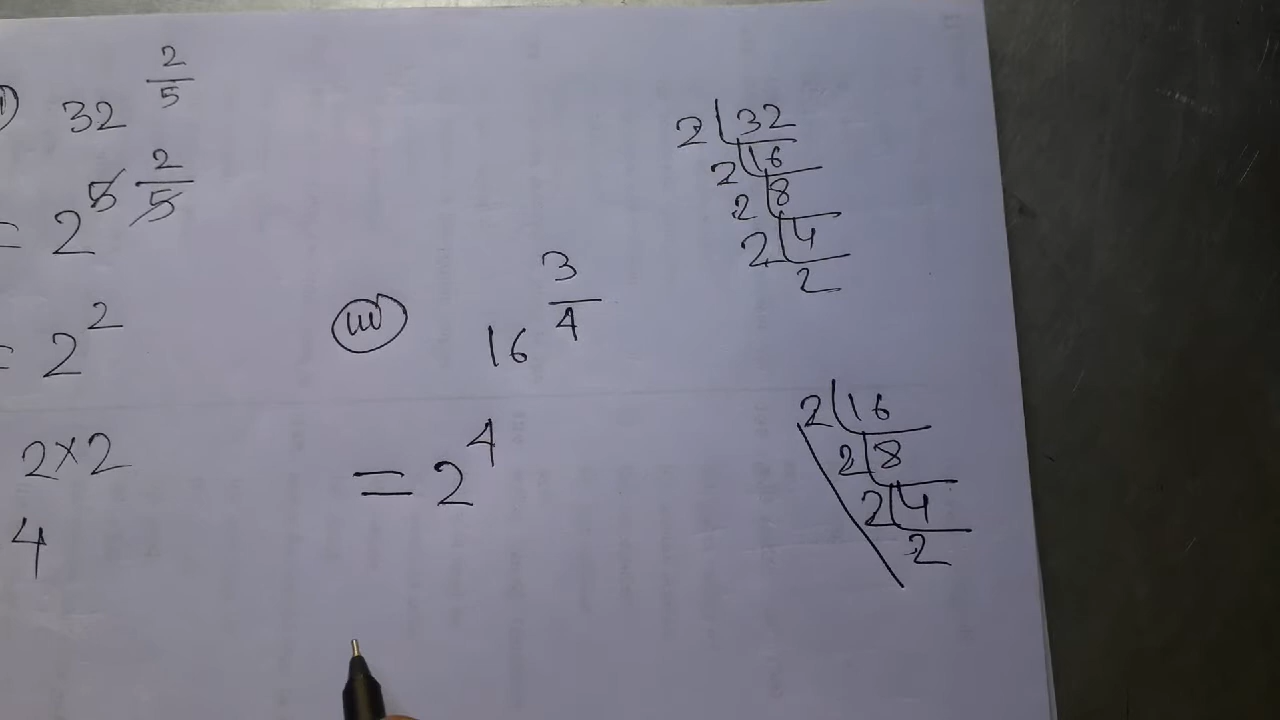 32^(2/5)
= 2^(5 2/5)
= 2^2
2×2
4
(iii) 16^(3/4)
= 2^4
2 | 32
2 | 16
2 | 8
2 | 4
2
2 | 16
2 | 8
2 | 4
2